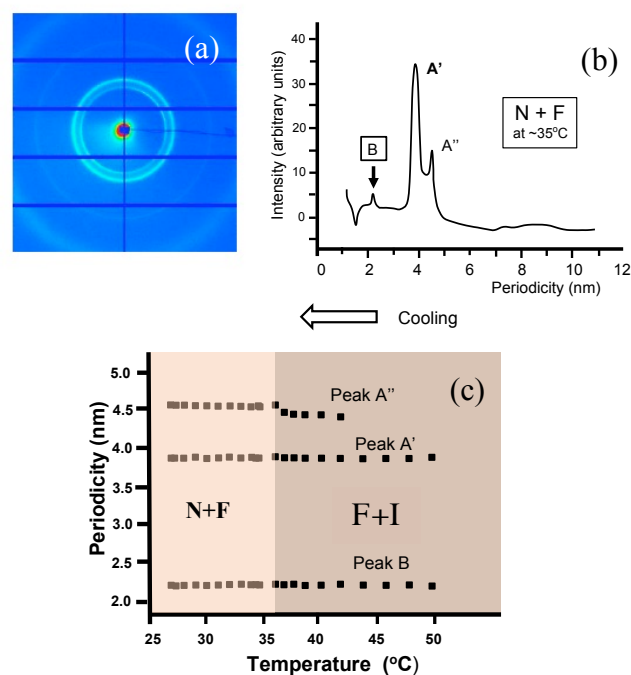 (a)
(b)
Intensity (arbitrary units)
40
30
20
10
0
A'
A''
B
N + F
at ~35°C
0 2 4 6 8 10 12
Periodicity (nm)
Cooling
(c)
Periodicity (nm)
5.0
4.5
4.0
3.5
3.0
2.5
2.0
Peak A''
Peak A'
N+F
F+I
Peak B
25 30 35 40 45 50
Temperature (°C)